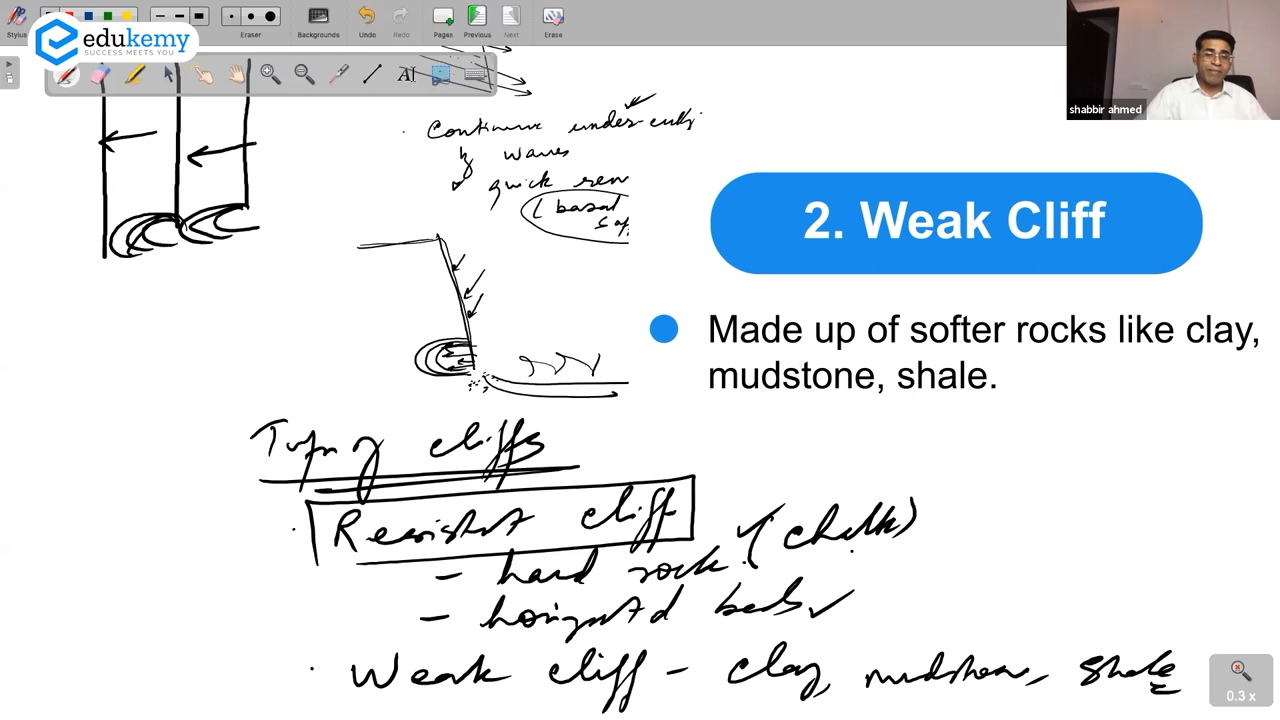 Stylus
Eraser
Backgrounds
Undo
Redo
Pages
Previous
Next
Erase
edukemy
SUCCESS MEETS YOU
shabbir ahmed
Continuous under-cutting
by waves
quick rem
( basal
2. Weak Cliff
Made up of softer rocks like clay,
mudstone, shale.
Types of cliffs
Resistant cliff
- hard rock (chalk)
- horizontal beds
Weak cliff - clay, mudstone, shale
0.3 x